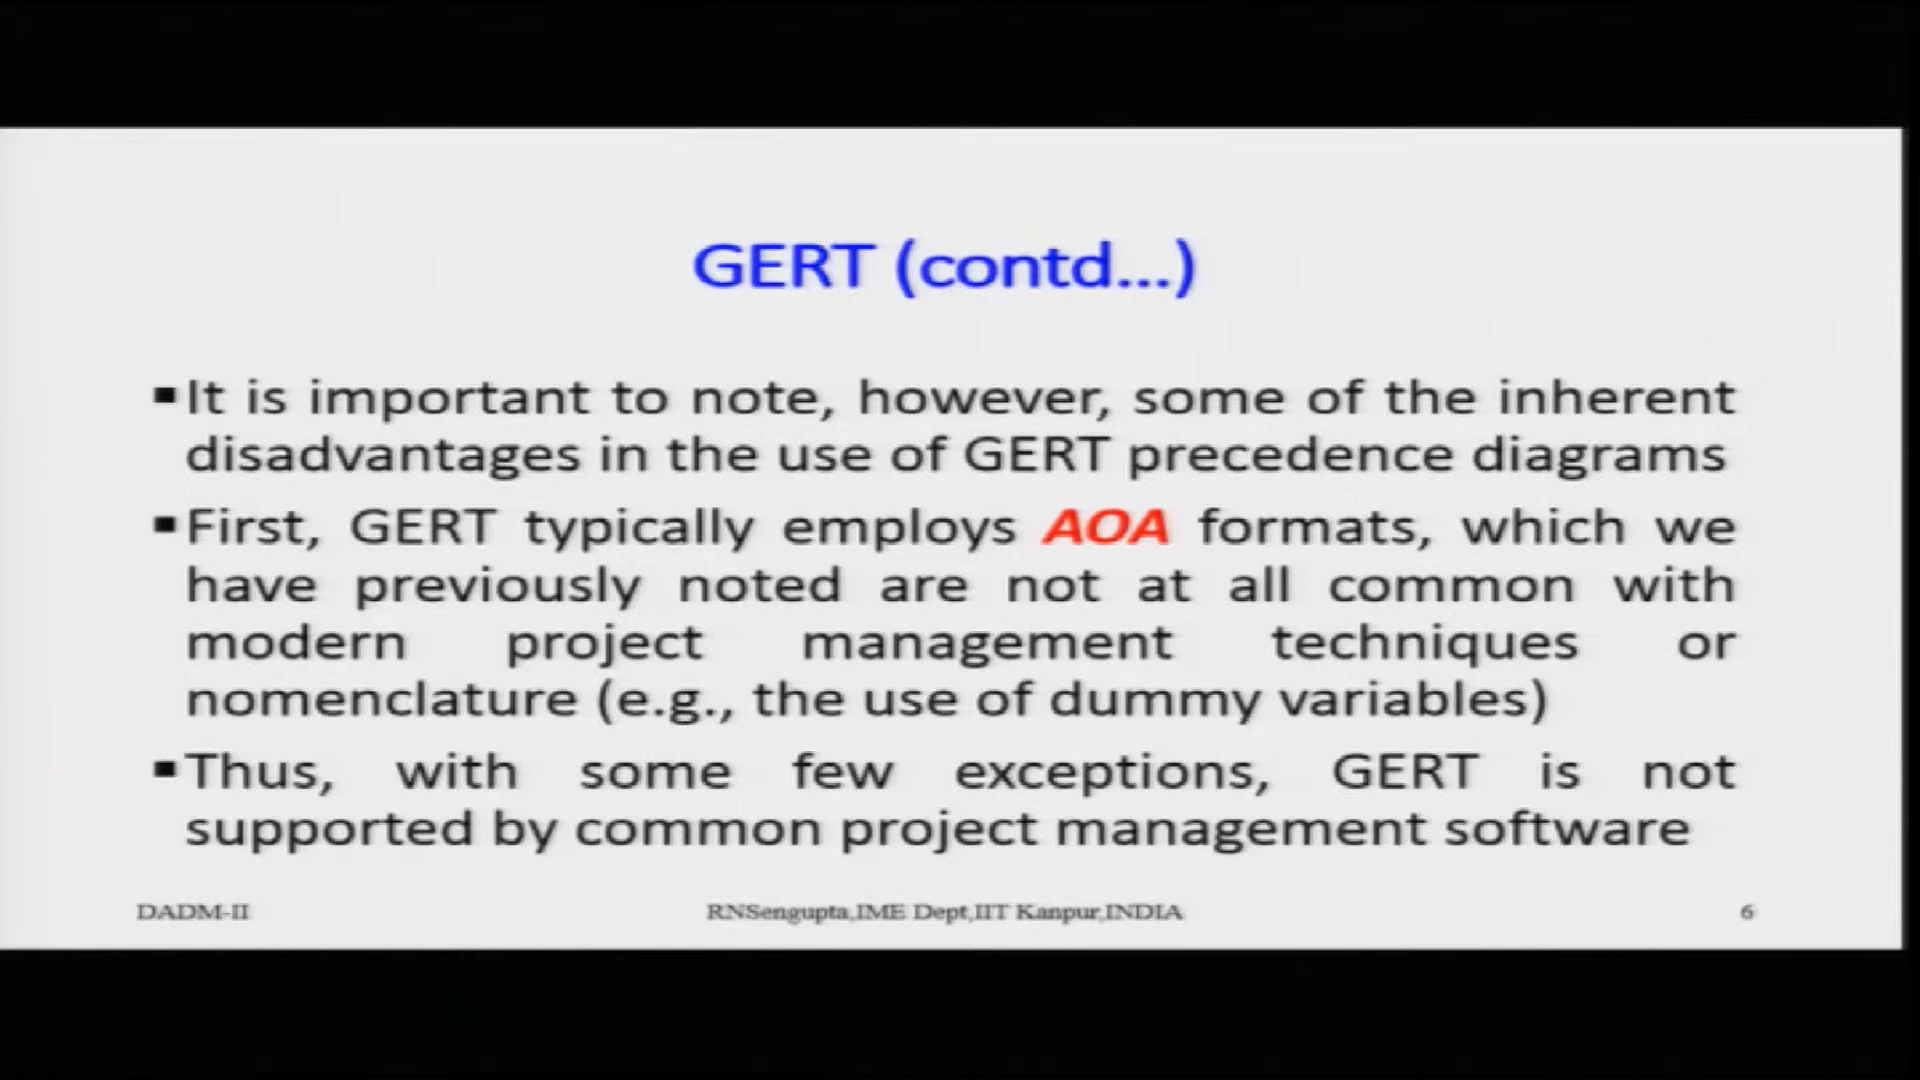 GERT (contd...)
▪It is important to note, however, some of the inherent
disadvantages in the use of GERT precedence diagrams
▪First, GERT typically employs AOA formats, which we
have previously noted are not at all common with
modern project management techniques or
nomenclature (e.g., the use of dummy variables)
▪Thus, with some few exceptions, GERT is not
supported by common project management software
DADM-II RNSengupta,IME Dept,IIT Kanpur,INDIA 6